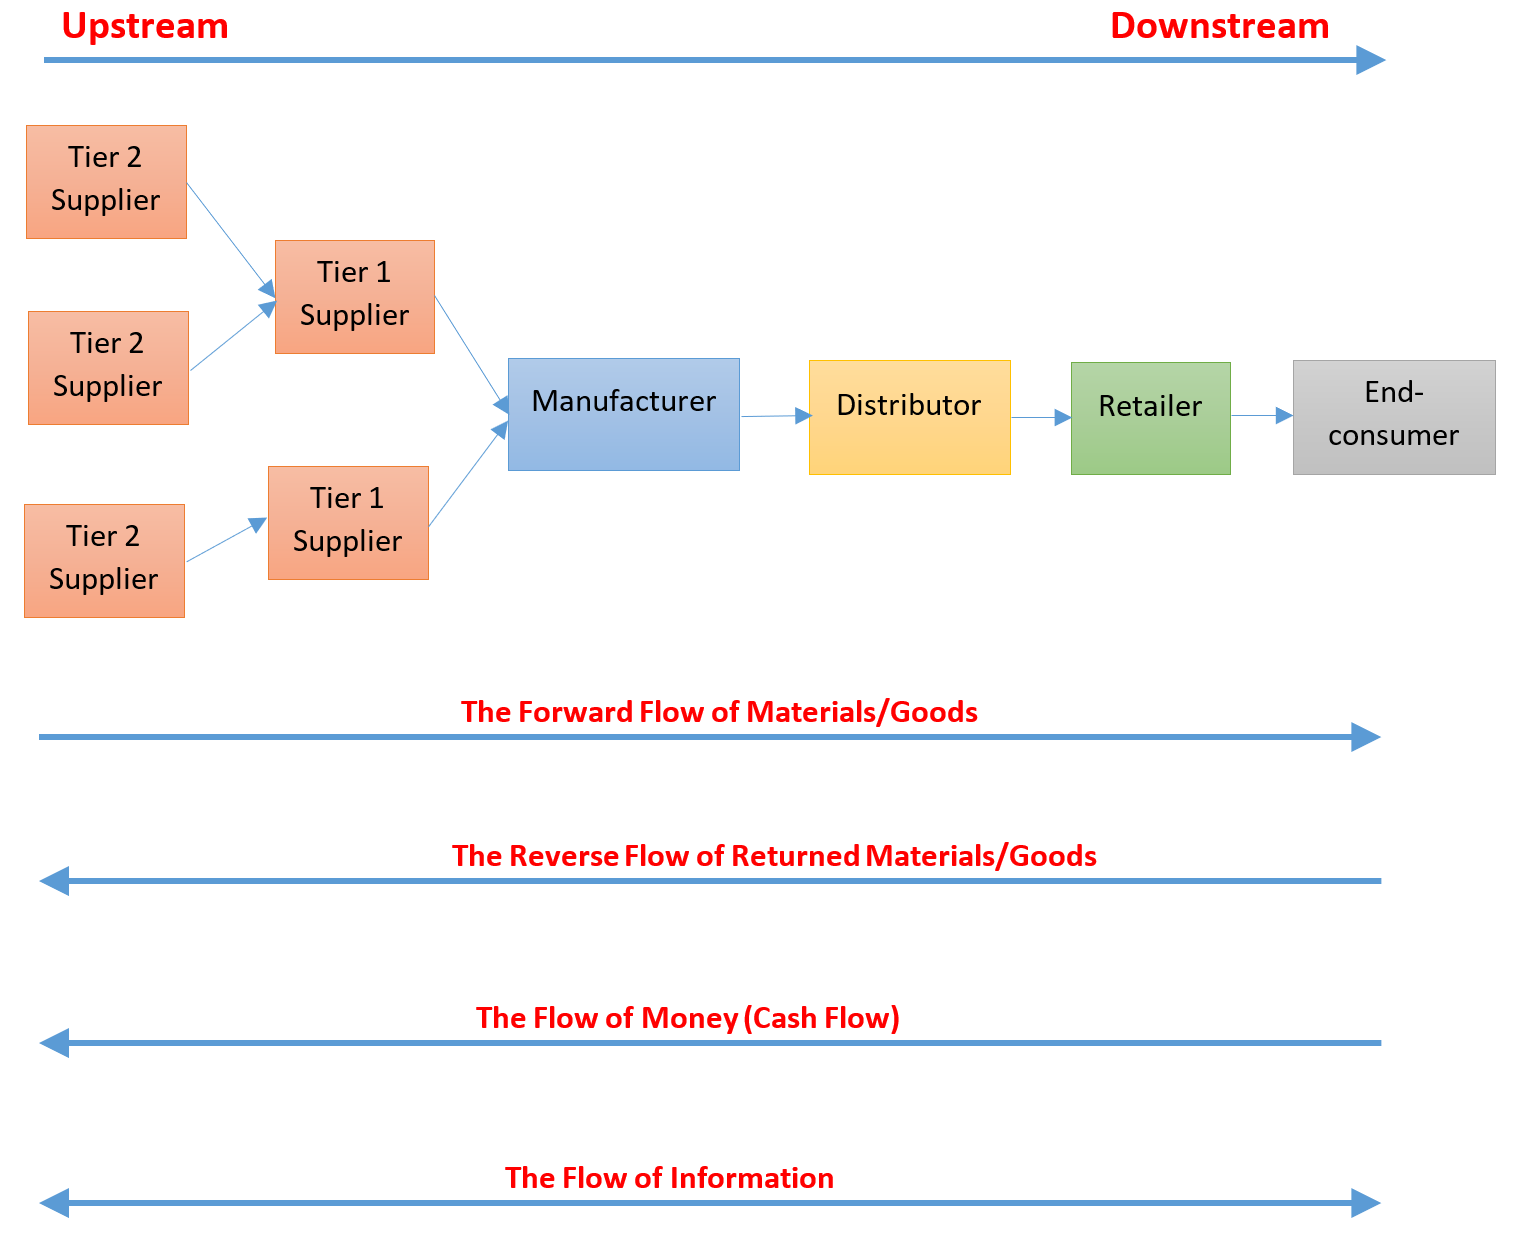 Upstream
Downstream
Tier 2
Supplier
Tier 1
Supplier
Tier 2
Supplier
Manufacturer
Distributor
Retailer
End-
consumer
Tier 1
Supplier
Tier 2
Supplier
The Forward Flow of Materials/Goods
The Reverse Flow of Returned Materials/Goods
The Flow of Money (Cash Flow)
The Flow of Information